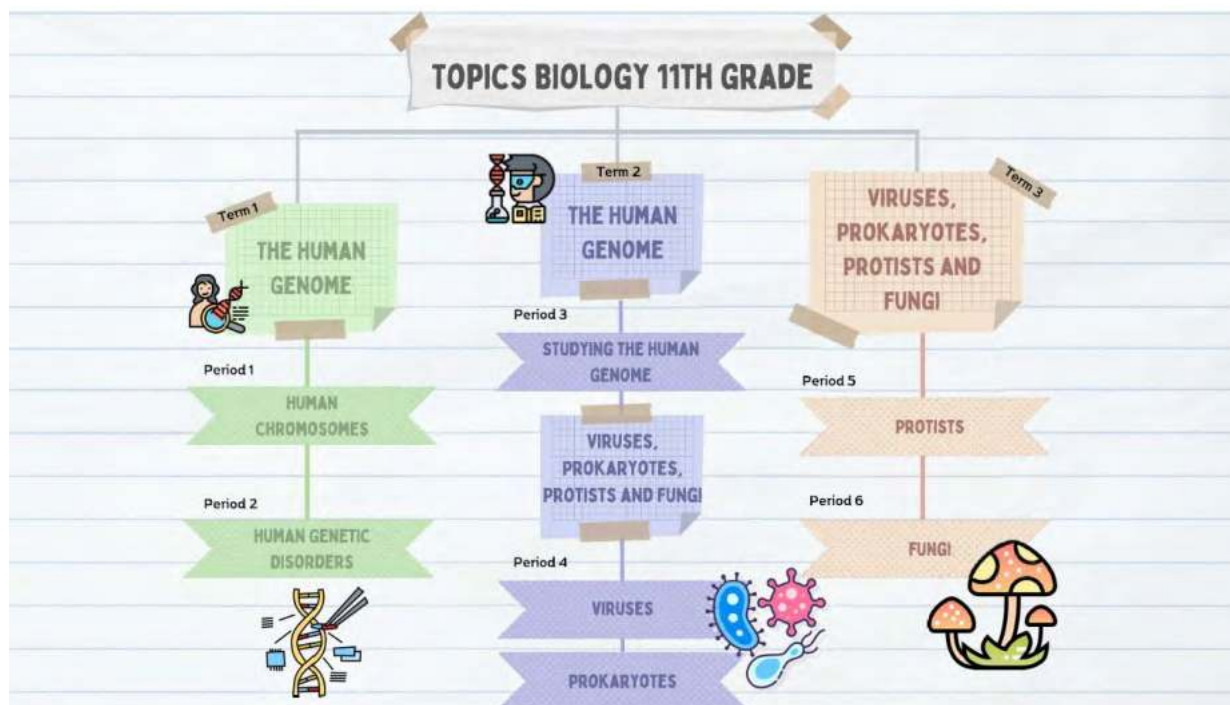 TOPICS BIOLOGY 11TH GRADE
Term 1
THE HUMAN
GENOME
Period 1
HUMAN
CHROMOSOMES
Period 2
HUMAN GENETIC
DISORDERS
Term 2
THE HUMAN
GENOME
Period 3
STUDYING THE HUMAN
GENOME
VIRUSES,
PROKARYOTES,
PROTISTS AND FUNGI
Period 4
VIRUSES
PROKARYOTES
Term 3
VIRUSES,
PROKARYOTES,
PROTISTS AND
FUNGI
Period 5
PROTISTS
Period 6
FUNGI